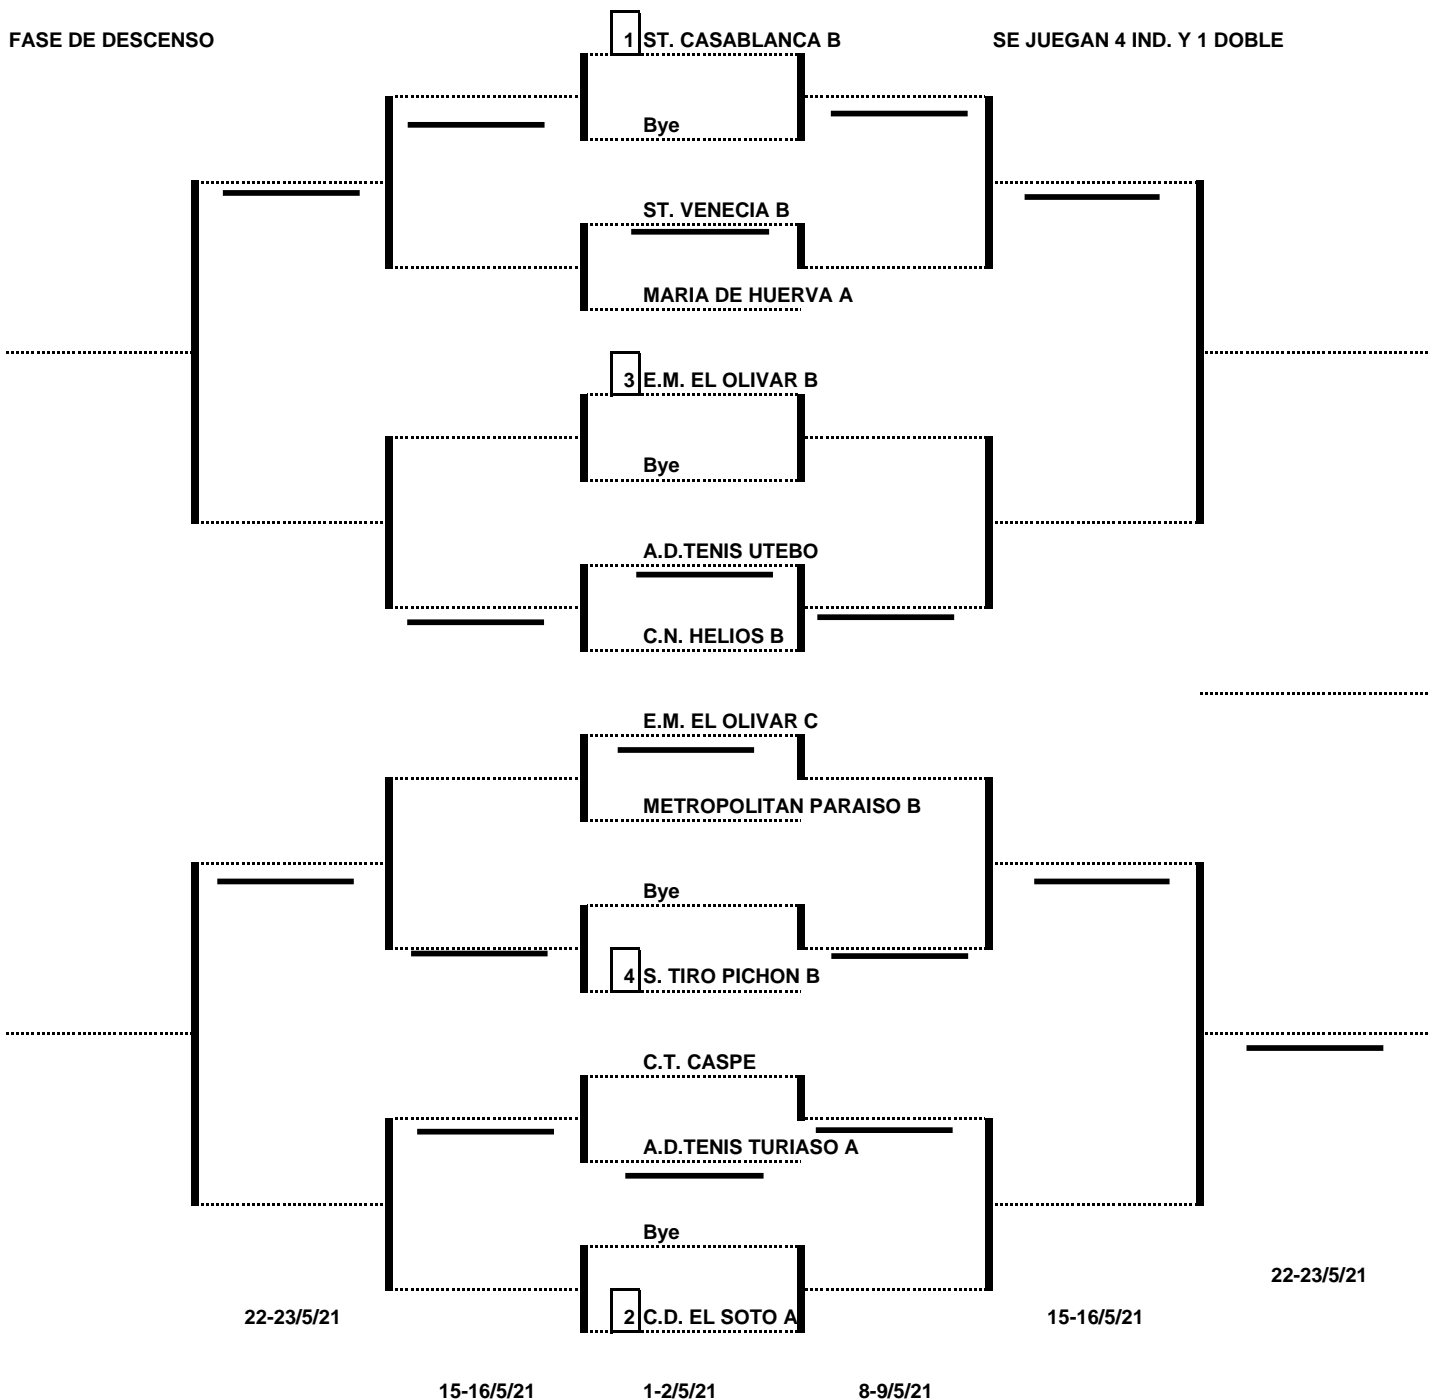 1 ST. CASABLANCA B
FASE DE DESCENSO
SE JUEGAN 4 IND. Y 1 DOBLE
Bye
ST. VENECIA B
MARIA DE HUERVA A
3 E.M. EL OLIVAR B
Bye
A.D.TENIS UTEBO
C.N. HELIOS B
E.M. EL OLIVAR C
METROPOLITAN PARAISO B
Bye
4 S. TIRO PICHON B
C.T. CASPE
A.D.TENIS TURIASO A
Bye
22-23/5/21
22-23/5/21
2 C.D. EL SOTO A
15-16/5/21
15-16/5/21
1-2/5/21
8-9/5/21